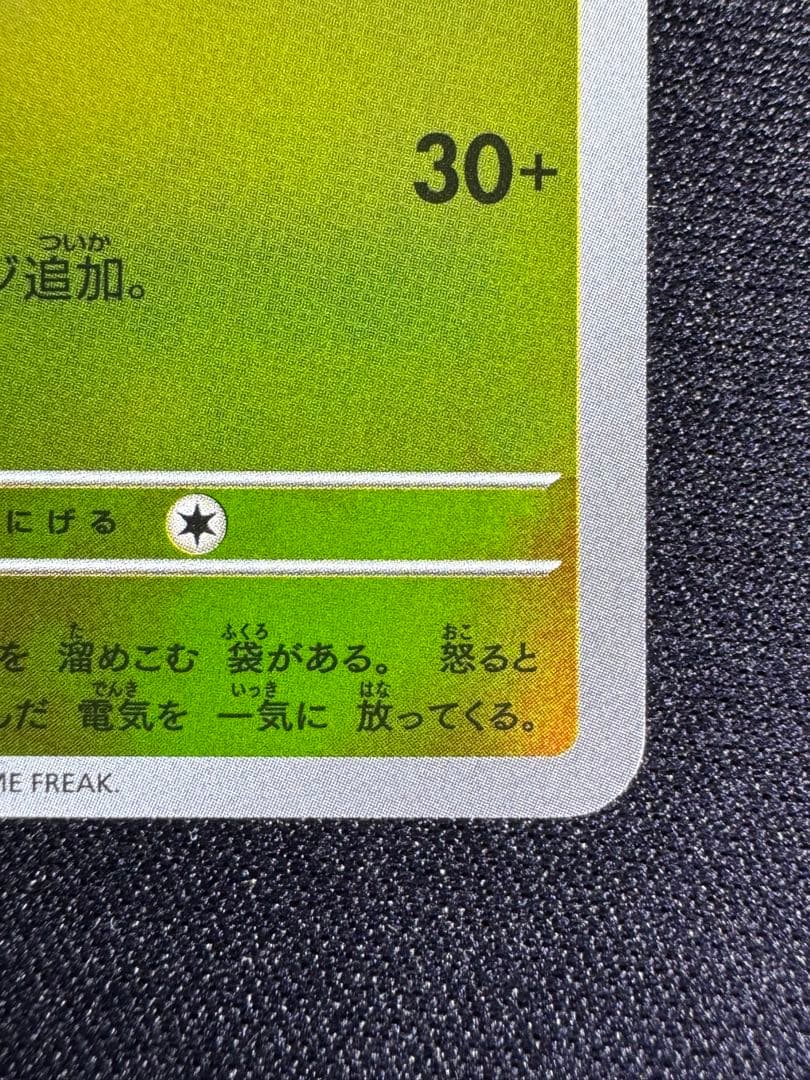 30+
ついか
ジ追加。
にげる
た ふくろ おこ
を 溜めこむ 袋がある。 怒ると
でんき いっき はな
んだ 電気を 一気に 放ってくる。
ME FREAK.